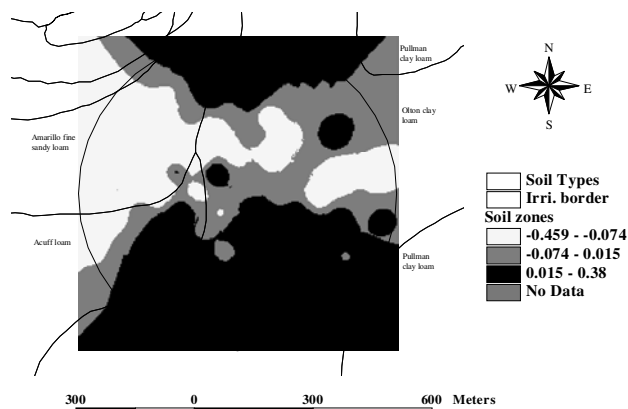 Pullman
clay loam
N
W E
S
Olton clay
loam
Amarillo fine
sandy loam
Acuff loam
Pullman
clay loam
Soil Types
Irri. border
Soil zones
-0.459 - -0.074
-0.074 - 0.015
0.015 - 0.38
No Data
300 0 300 600 Meters